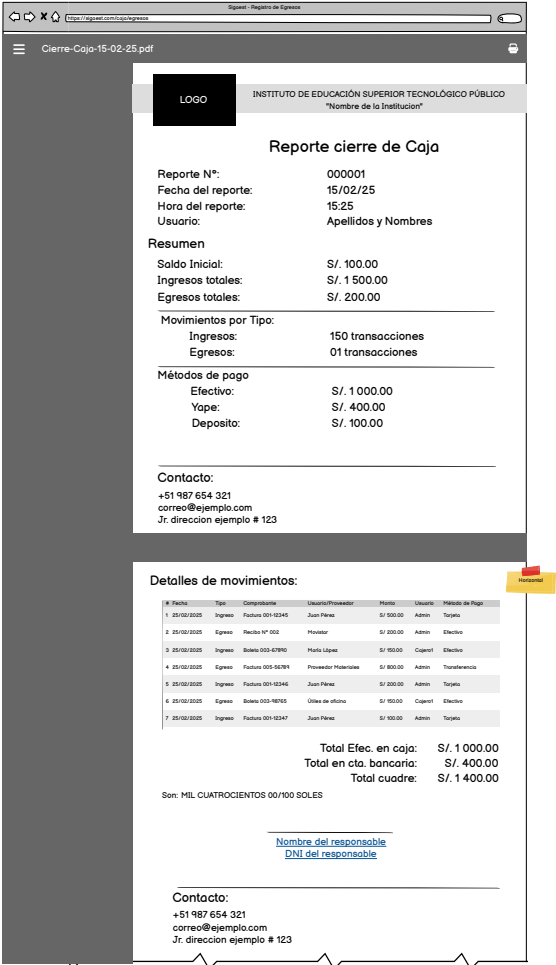 Sigoest - Registro de Egresos
https://sigoest.com/caja/egresos
Cierre-Caja-15-02-25.pdf
LOGO
INSTITUTO DE EDUCACIÓN SUPERIOR TECNOLÓGICO PÚBLICO
"Nombre de la Institucion"
Reporte cierre de Caja
Reporte N°: 000001
Fecha del reporte: 15/02/25
Hora del reporte: 15:25
Usuario: Apellidos y Nombres
Resumen
Saldo Inicial: S/. 100.00
Ingresos totales: S/. 1 500.00
Egresos totales: S/. 200.00
Movimientos por Tipo:
Ingresos: 150 transacciones
Egresos: 01 transacciones
Métodos de pago
Efectivo: S/. 1 000.00
Yape: S/. 400.00
Deposito: S/. 100.00
Contacto:
+51 987 654 321
correo@ejemplo.com
Jr. direccion ejemplo # 123
Horizontal
Detalles de movimientos:
# Fecha Tipo Comprobante Usuario/Proveedor Monto Usuario Método de Pago
1 25/02/2025 Ingreso Factura 001-12345 Juan Pérez S/ 500.00 Admin Tarjeta
2 25/02/2025 Egreso Recibo N° 002 Movistar S/ 200.00 Admin Efectivo
3 25/02/2025 Ingreso Boleta 003-67890 María López S/ 150.00 Cajero1 Efectivo
4 25/02/2025 Egreso Factura 005-56789 Proveedor Materiales S/ 800.00 Admin Transferencia
5 25/02/2025 Ingreso Factura 001-12346 Juan Pérez S/ 200.00 Admin Tarjeta
6 25/02/2025 Egreso Boleta 003-98765 Útiles de oficina S/ 150.00 Cajero1 Efectivo
7 25/02/2025 Ingreso Factura 001-12347 Juan Pérez S/ 100.00 Admin Tarjeta
Total Efec. en caja: S/. 1 000.00
Total en cta. bancaria: S/. 400.00
Total cuadre: S/. 1 400.00
Son: MIL CUATROCIENTOS 00/100 SOLES
Nombre del responsable
DNI del responsable
Contacto:
+51 987 654 321
correo@ejemplo.com
Jr. direccion ejemplo # 123